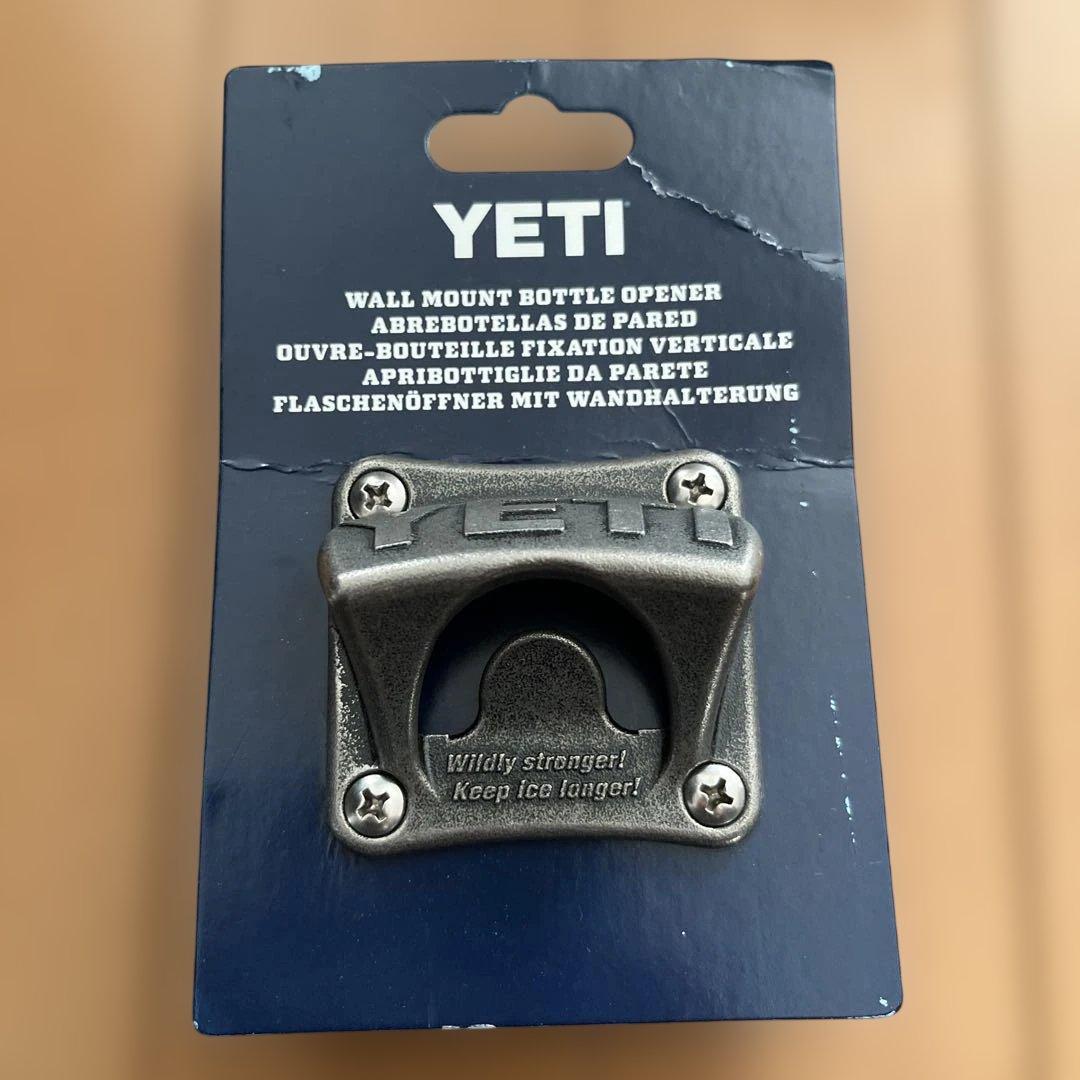 YETI
WALL MOUNT BOTTLE OPENER
ABREBOTELLAS DE PARED
OUVRE-BOUTEILLE FIXATION VERTICALE
APRIBOTTIGLIE DA PARETE
FLASCHENÖFFNER MIT WANDHALTERUNG
YETI
Wildly stronger!
Keep ice longer!